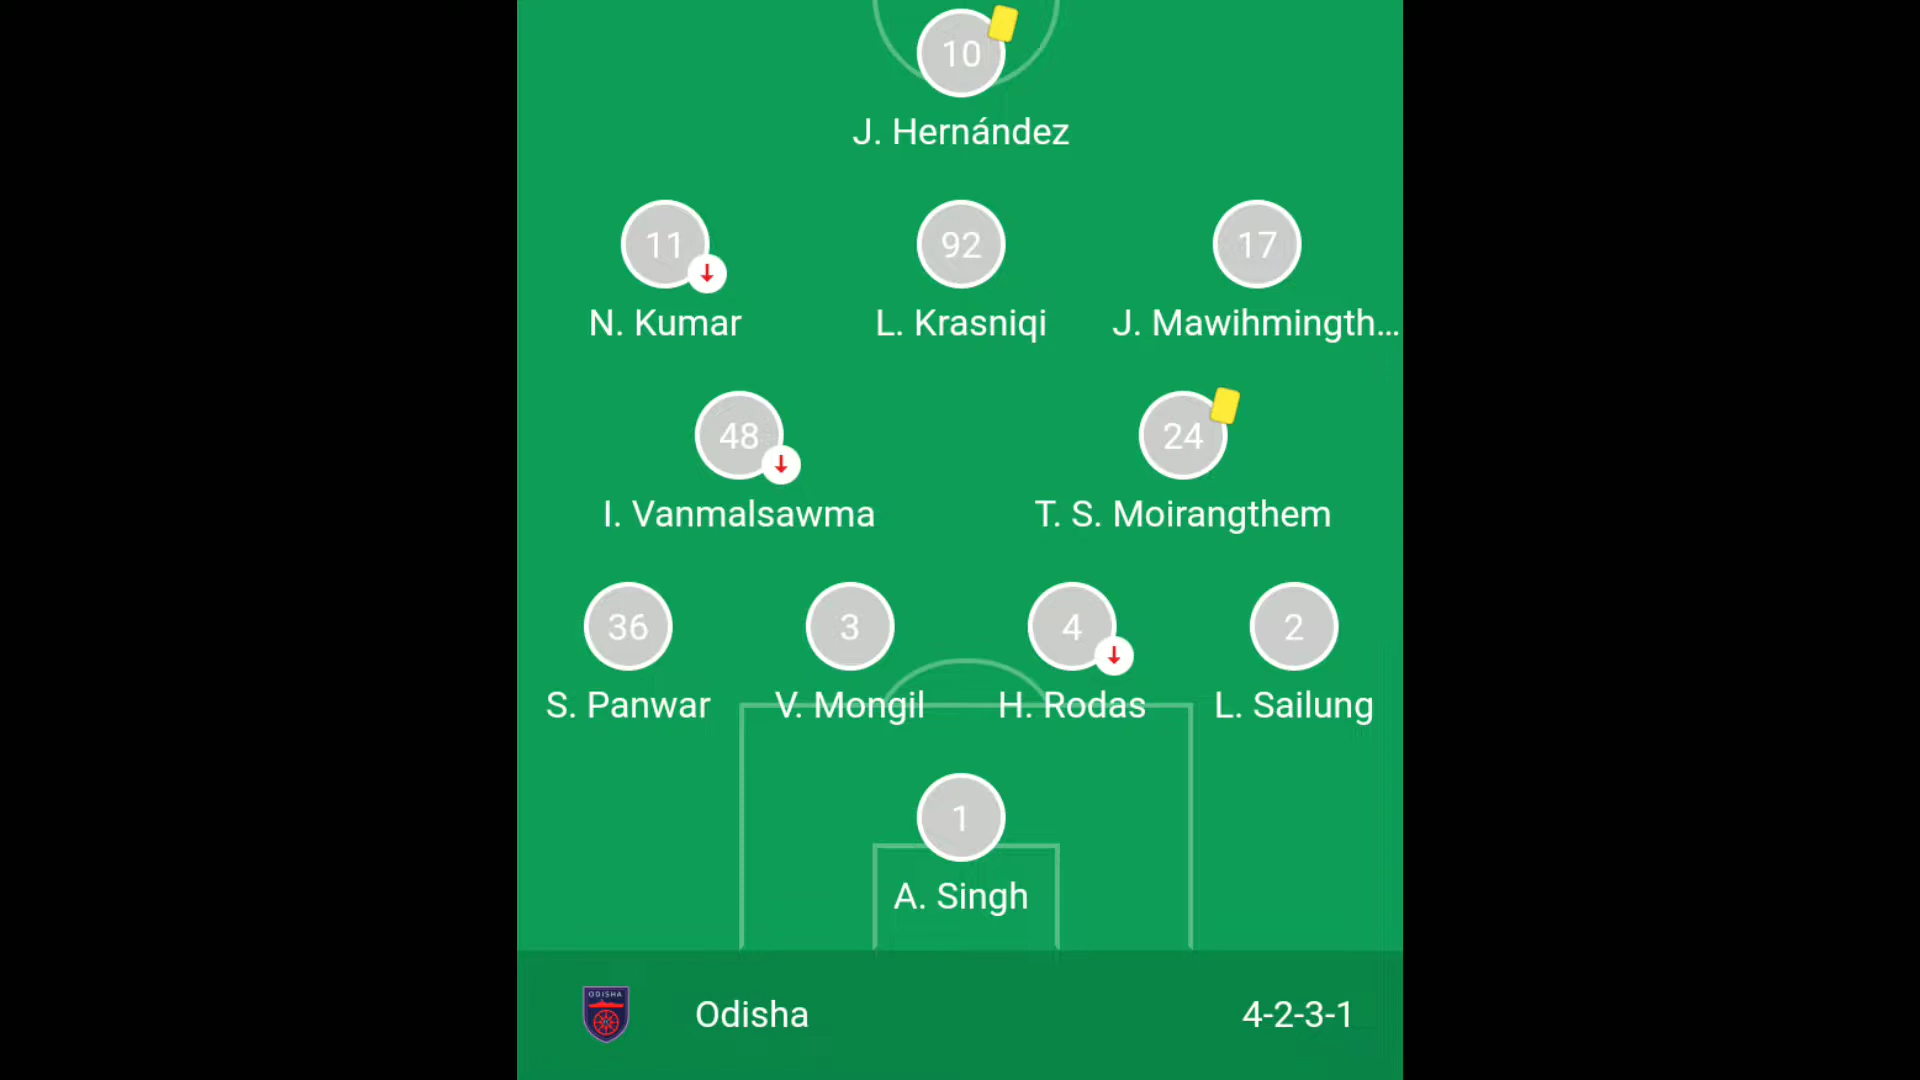 10
J. Hernández
11 92 17
N. Kumar L. Krasniqi J. Mawihmingth...
48 24
I. Vanmalsawma T. S. Moirangthem
36 3 4 2
S. Panwar V. Mongil H. Rodas L. Sailung
1
A. Singh
ODISHA
Odisha 4-2-3-1